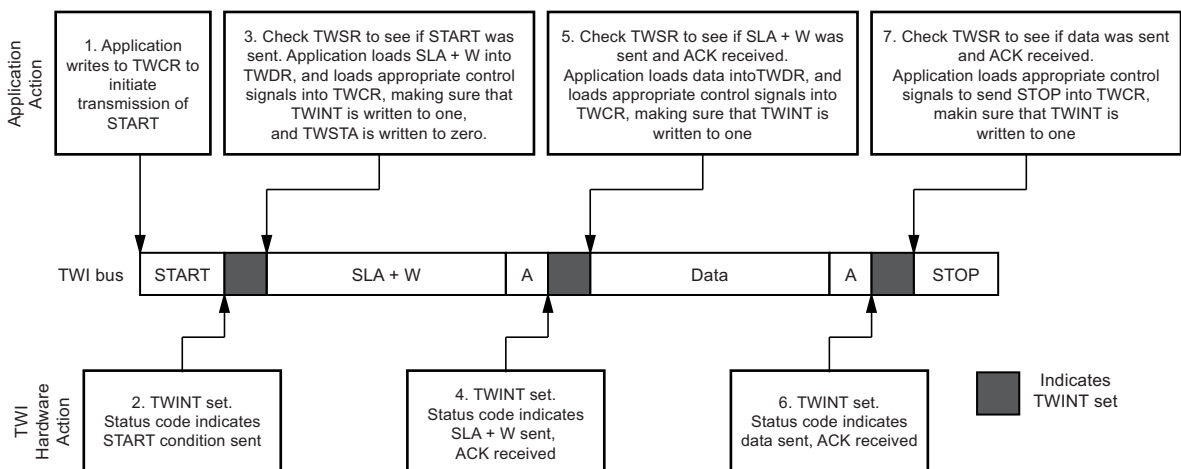 Application
Action
1. Application
writes to TWCR to
initiate
transmission of
START
3. Check TWSR to see if START was
sent. Application loads SLA + W into
TWDR, and loads appropriate control
signals into TWCR, making sure that
TWINT is written to one,
and TWSTA is written to zero.
5. Check TWSR to see if SLA + W was
sent and ACK received.
Application loads data intoTWDR, and
loads appropriate control signals into
TWCR, making sure that TWINT is
written to one
7. Check TWSR to see if data was sent
and ACK received.
Application loads appropriate control
signals to send STOP into TWCR,
makin sure that TWINT is
written to one
TWI bus
START
SLA + W
A
Data
A
STOP
TWI
Hardware
Action
2. TWINT set.
Status code indicates
START condition sent
4. TWINT set.
Status code indicates
SLA + W sent,
ACK received
6. TWINT set.
Status code indicates
data sent, ACK received
Indicates
TWINT set